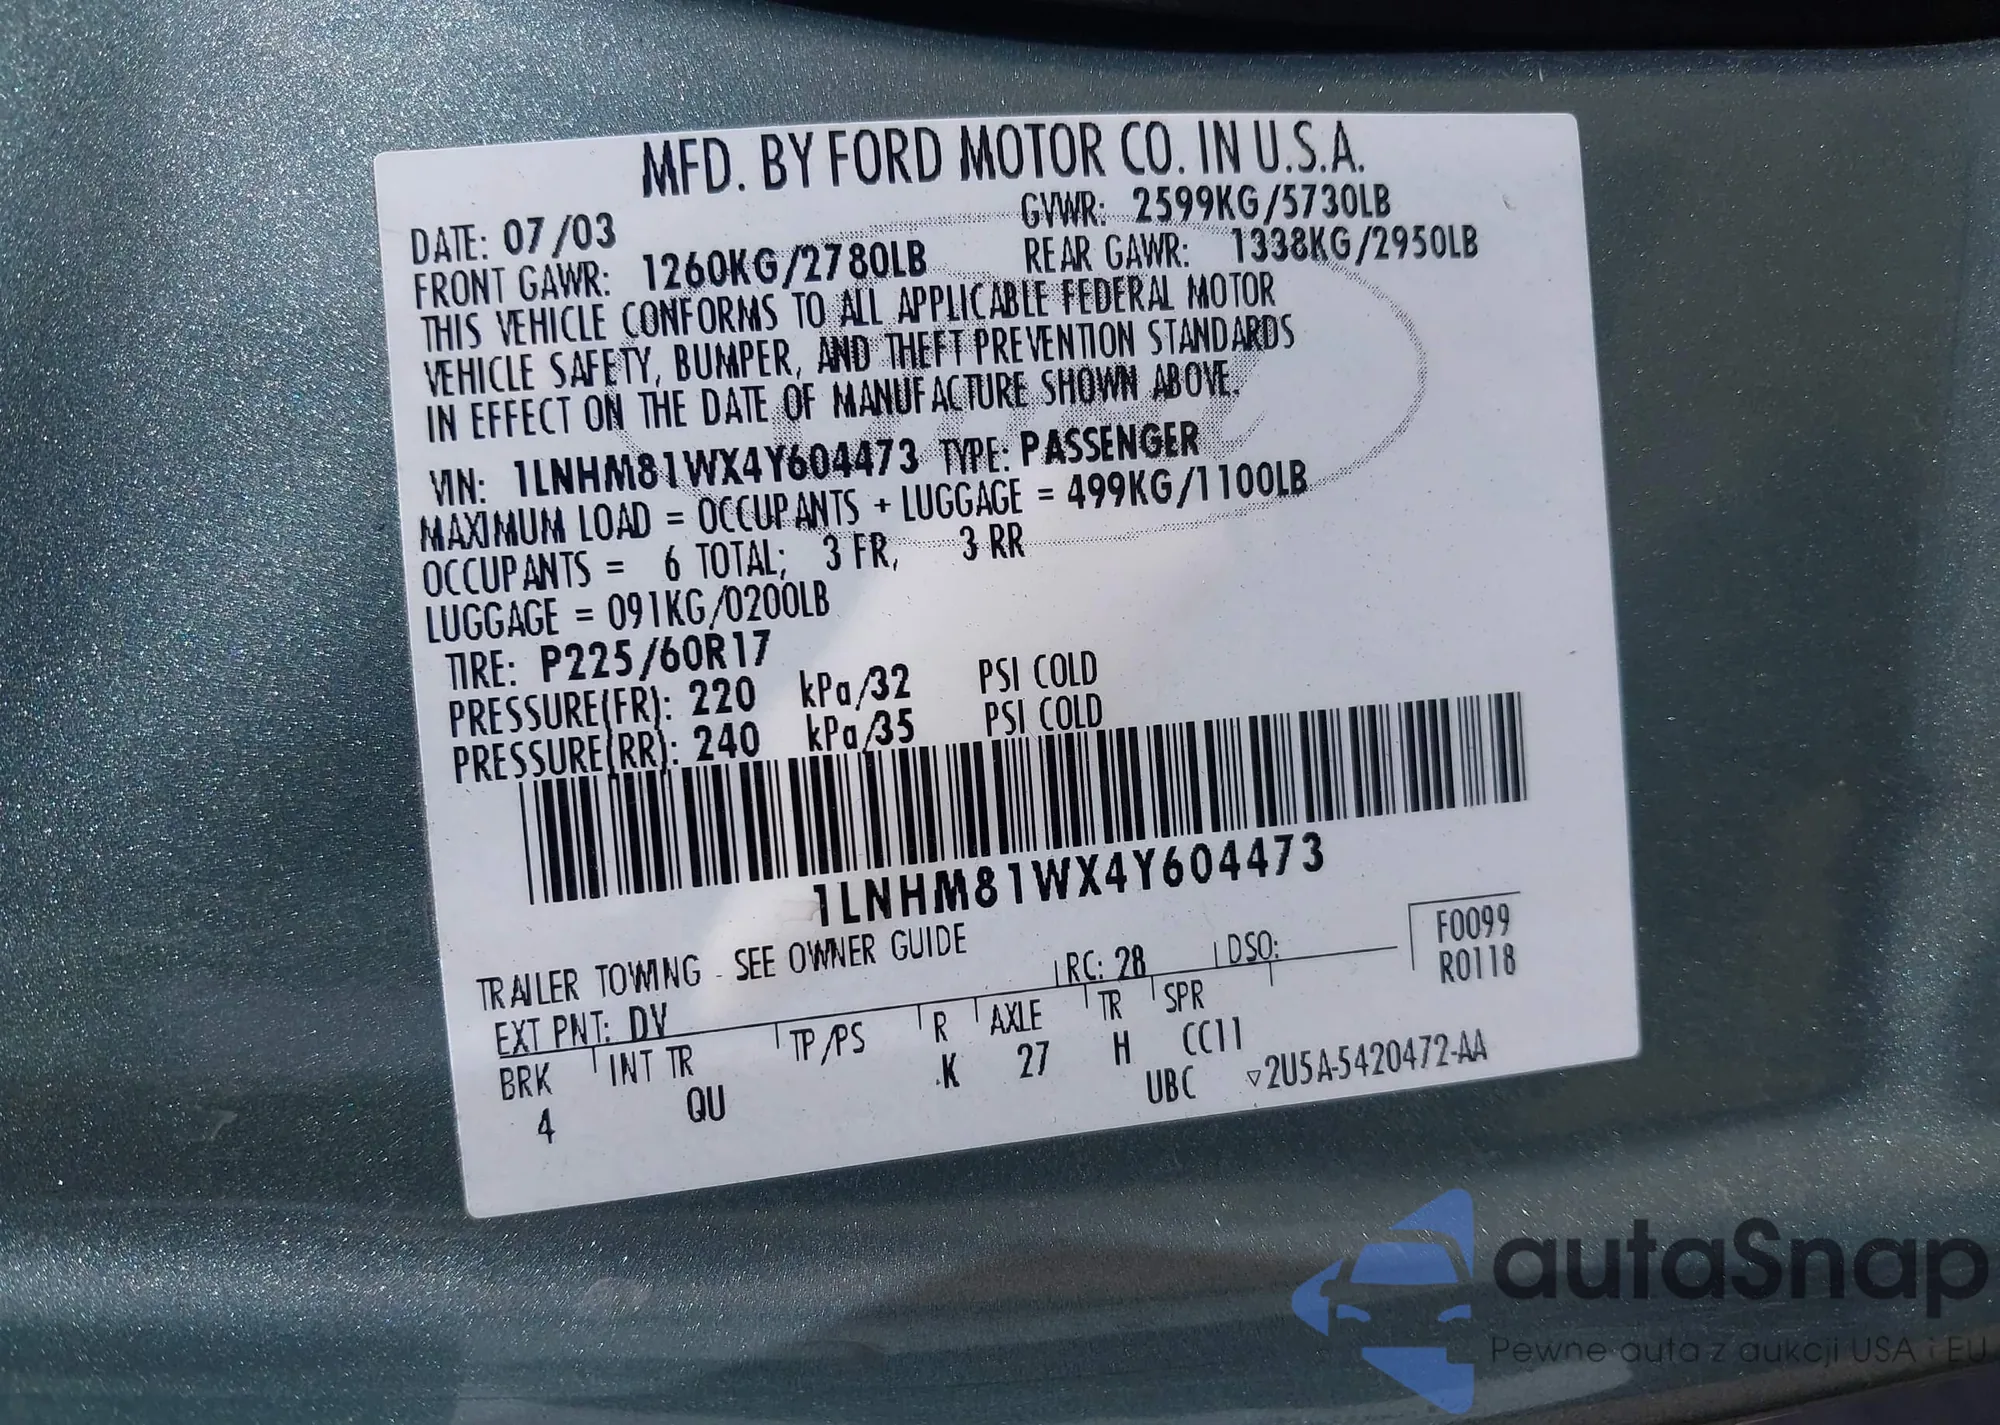 MFD. BY FORD MOTOR CO. IN U.S.A.
DATE: 07/03 GVWR: 2599KG/5730LB
FRONT GAWR: 1260KG/2780LB REAR GAWR: 1338KG/2950LB
THIS VEHICLE CONFORMS TO ALL APPLICABLE FEDERAL MOTOR
VEHICLE SAFETY, BUMPER, AND THEFT PREVENTION STANDARDS
IN EFFECT ON THE DATE OF MANUFACTURE SHOWN ABOVE.
VIN: 1LNHM81WX4Y604473 TYPE: PASSENGER
MAXIMUM LOAD = OCCUPANTS + LUGGAGE = 499KG/1100LB
OCCUPANTS = 6 TOTAL; 3 FR, 3 RR
LUGGAGE = 091KG/0200LB
TIRE: P225/60R17
PRESSURE(FR): 220 kPa/32 PSI COLD
PRESSURE(RR): 240 kPa/35 PSI COLD
1LNHM81WX4Y604473
TRAILER TOWING - SEE OWNER GUIDE
F0099
R0118
EXT PNT: DV RC: 28 DSO:
BRK INT TR TP/PS R AXLE TR SPR
4 QU K 27 H CC11
UBC ▽2U5A-5420472-AA
autaSnap
Pewne auta z aukcji USA i EU